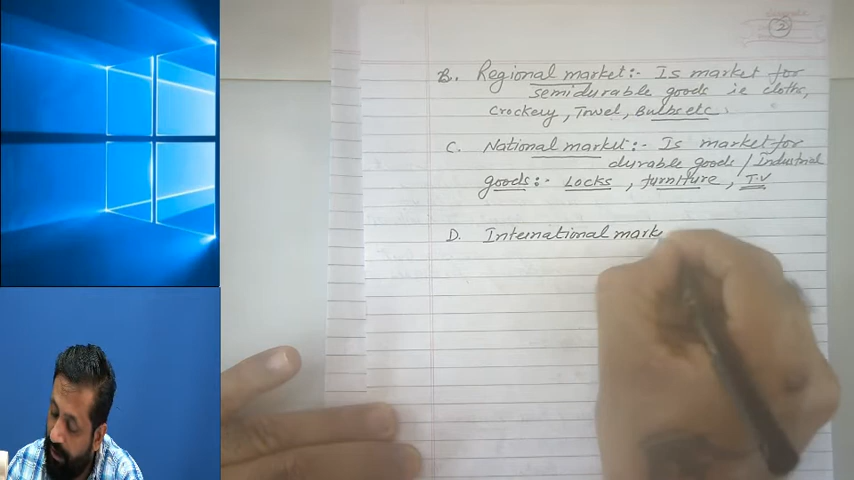 2
B. Regional market:- Is market for
semidurable goods ie cloths,
Crockery, Towel, Bulbs etc.
C. National market:- Is market for
durable goods / industrial
goods:- Locks, furniture, T.V
D. International mark